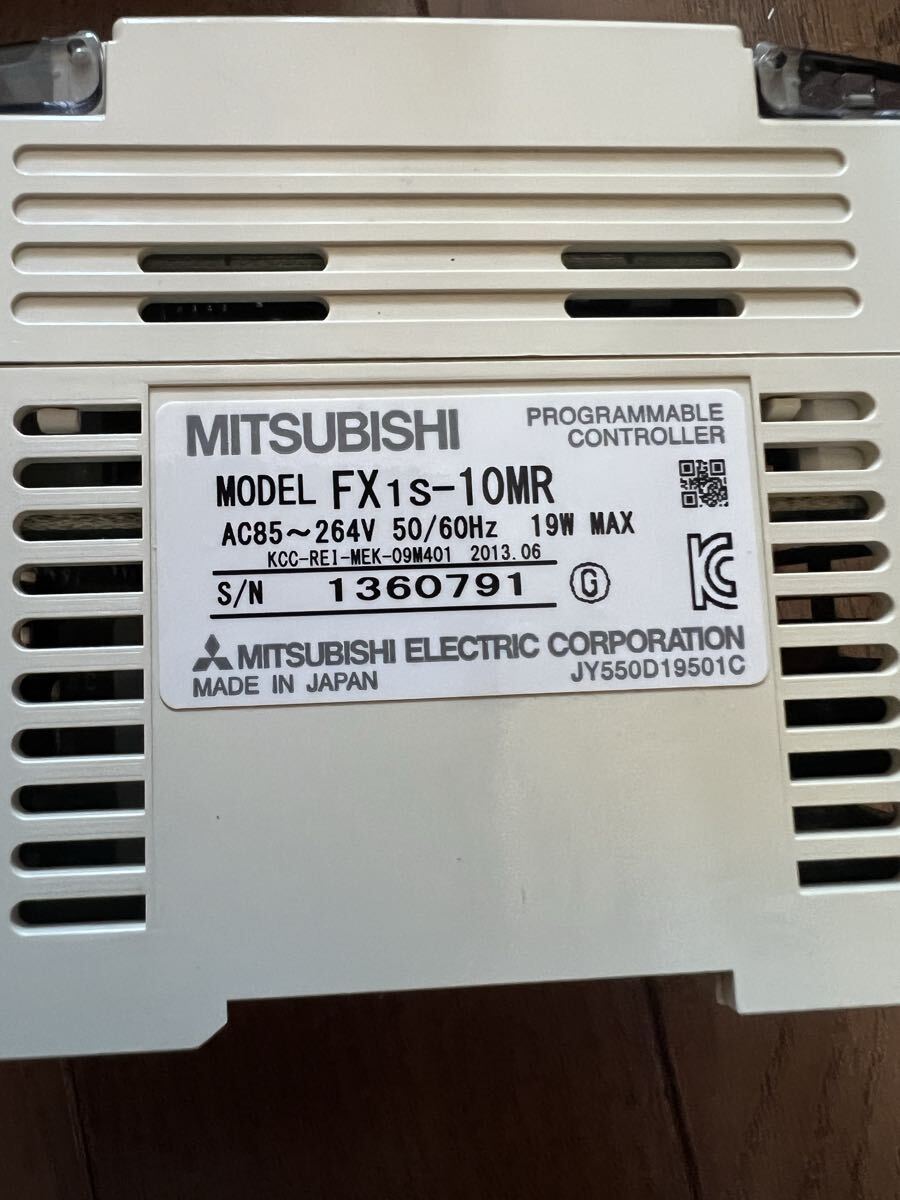 MITSUBISHI
PROGRAMMABLE
CONTROLLER
MODEL FX1S-10MR
AC85~264V 50/60Hz 19W MAX
KCC-REI-MEK-09M401 2013.06
S/N 1360791 G
MITSUBISHI ELECTRIC CORPORATION
MADE IN JAPAN
JY550D19501C